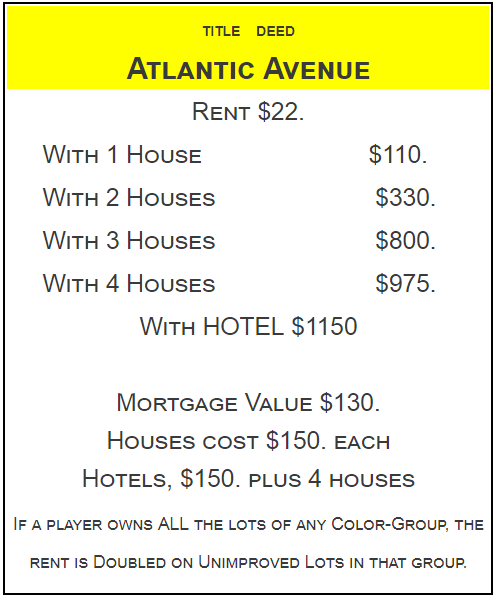 TITLE DEED
ATLANTIC AVENUE
RENT $22.
WITH 1 HOUSE $110.
WITH 2 HOUSES $330.
WITH 3 HOUSES $800.
WITH 4 HOUSES $975.
WITH HOTEL $1150
MORTGAGE VALUE $130.
HOUSES COST $150. EACH
HOTELS, $150. PLUS 4 HOUSES
IF A PLAYER OWNS ALL THE LOTS OF ANY COLOR-GROUP, THE
RENT IS DOUBLED ON UNIMPROVED LOTS IN THAT GROUP.